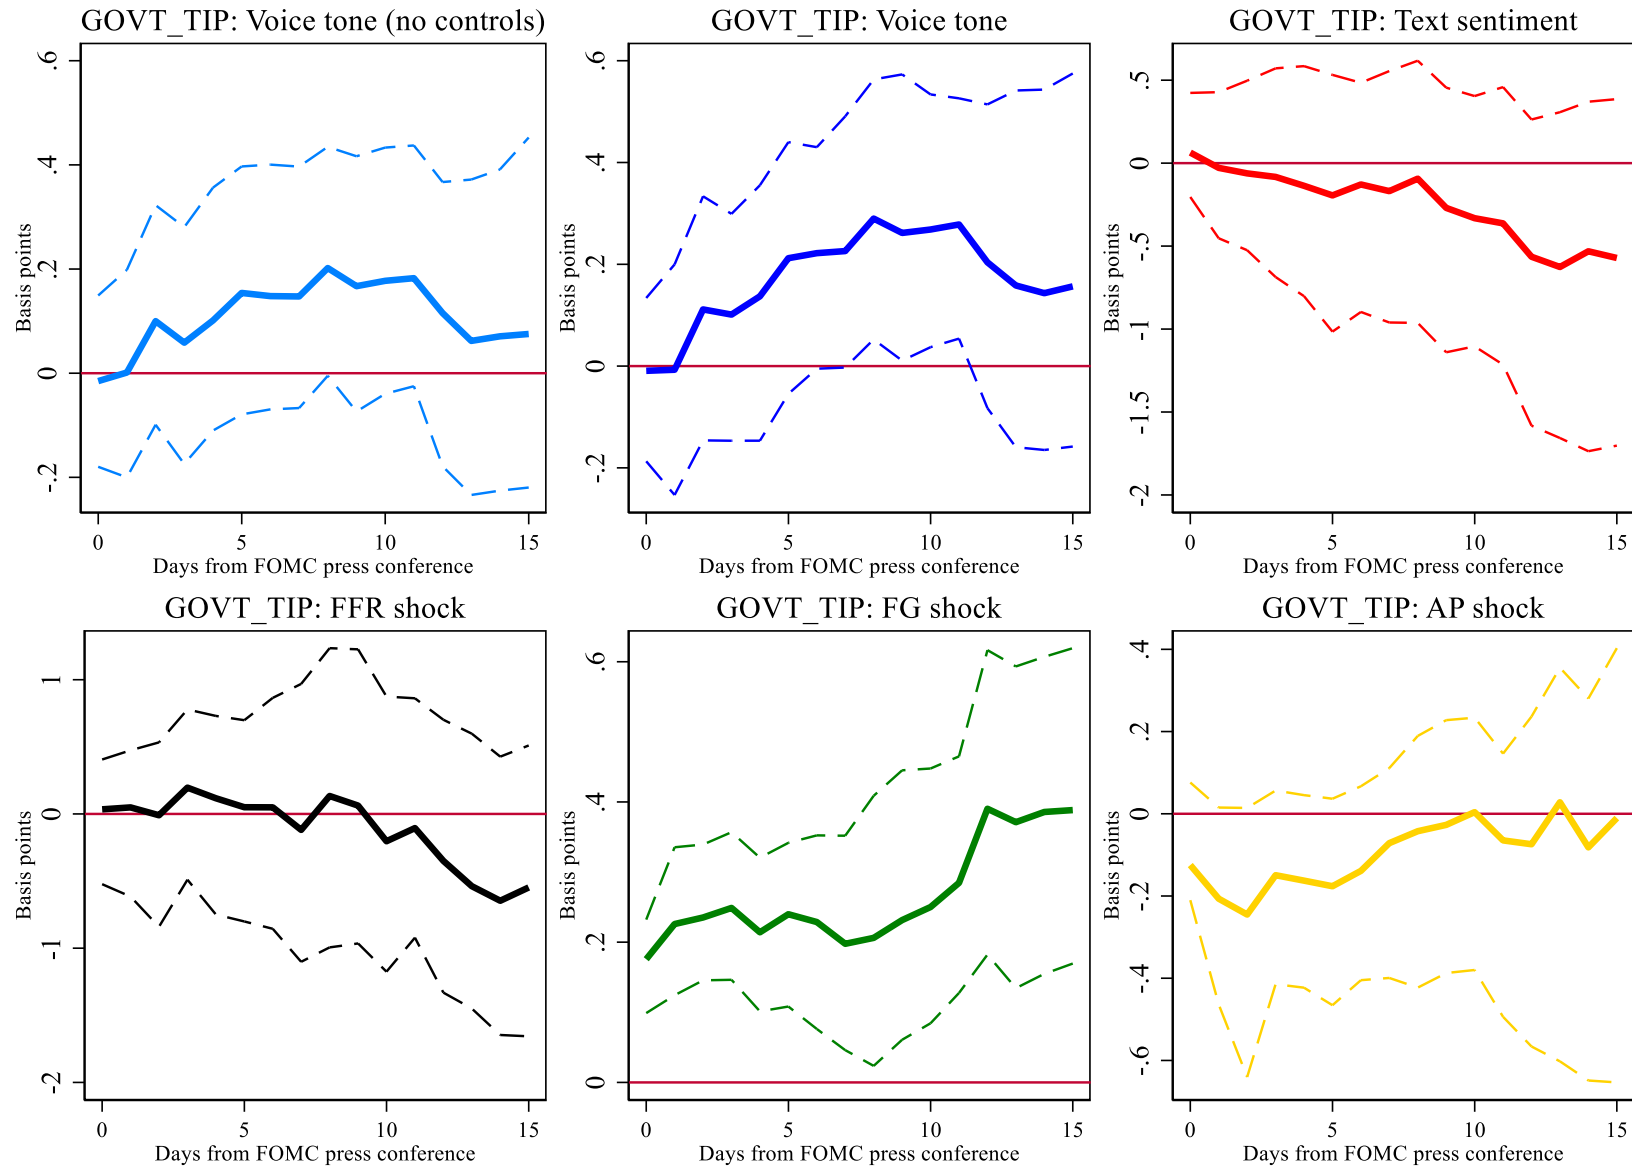 GOVT_TIP: Voice tone (no controls)
Basis points
.6
.4
.2
0
-.2
0 5 10 15
Days from FOMC press conference
GOVT_TIP: Voice tone
Basis points
.6
.4
.2
0
-.2
0 5 10 15
Days from FOMC press conference
GOVT_TIP: Text sentiment
Basis points
.5
0
-.5
-1
-1.5
-2
0 5 10 15
Days from FOMC press conference
GOVT_TIP: FFR shock
Basis points
1
0
-1
-2
0 5 10 15
Days from FOMC press conference
GOVT_TIP: FG shock
Basis points
.6
.4
.2
0
0 5 10 15
Days from FOMC press conference
GOVT_TIP: AP shock
Basis points
.4
.2
0
-.2
-.4
-.6
0 5 10 15
Days from FOMC press conference